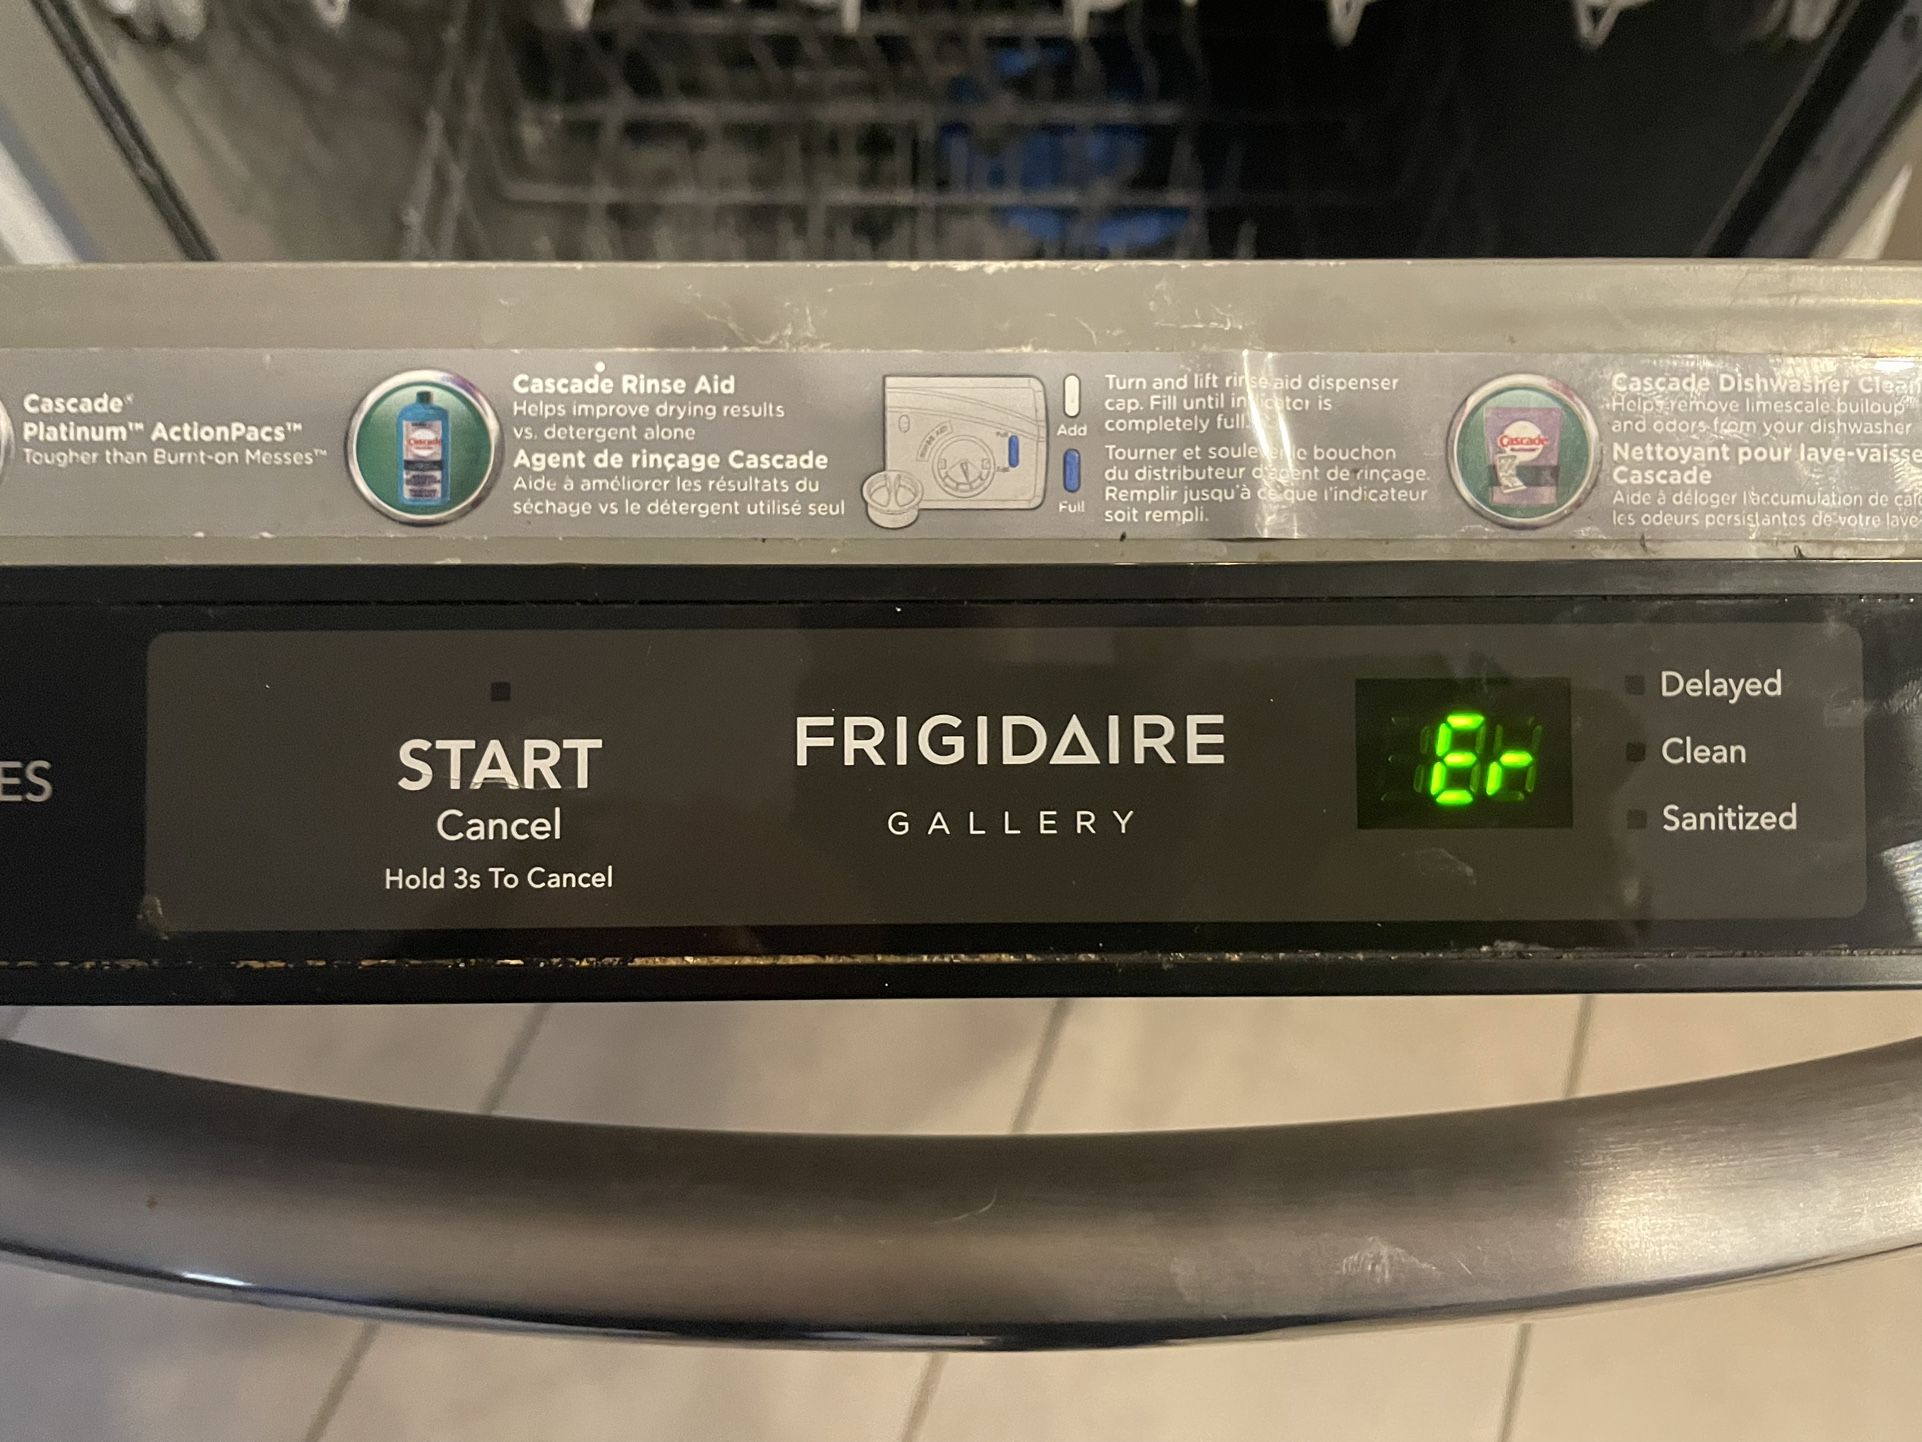 Cascade®
Platinum™ ActionPacs™
Tougher than Burnt-on Messes™
Cascade
Cascade Rinse Aid
Helps improve drying results
vs. detergent alone
Agent de rinçage Cascade
Aide à améliorer les résultats du
séchage vs le détergent utilisé seul
Add
Full
Turn and lift rinse aid dispenser
cap. Fill until indicator is
completely full.
Tourner et soulever le bouchon
du distributeur d'agent de rinçage.
Remplir jusqu'à ce que l'indicateur
soit rempli.
Cascade
Cascade Dishwasher Clean
Helps remove limescale buildup
and odors from your dishwasher
Nettoyant pour lave-vaisse
Cascade
Aide à déloger l'accumulation de calc
les odeurs persistantes de votre lave
ES
START
Cancel
Hold 3s To Cancel
FRIGIDAIRE
GALLERY
Er
Delayed
Clean
Sanitized